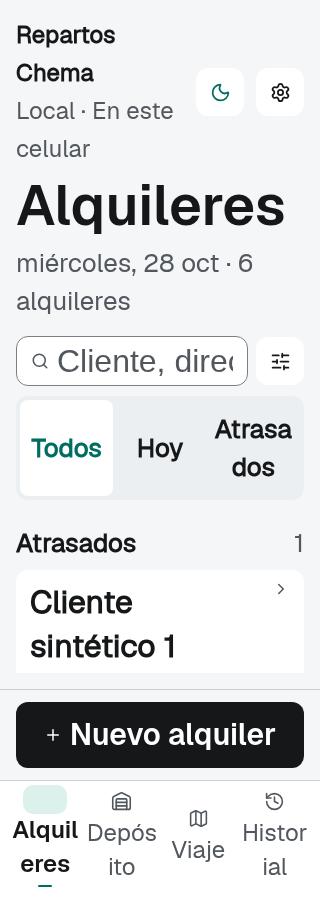 Repartos
Chema
Local · En este
celular
Alquileres
miércoles, 28 oct · 6
alquileres
Cliente, direc
Todos
Hoy
Atrasa
dos
Atrasados
1
Cliente
sintético 1
+ Nuevo alquiler
Alquil
eres
Depós
ito
Viaje
Histor
ial